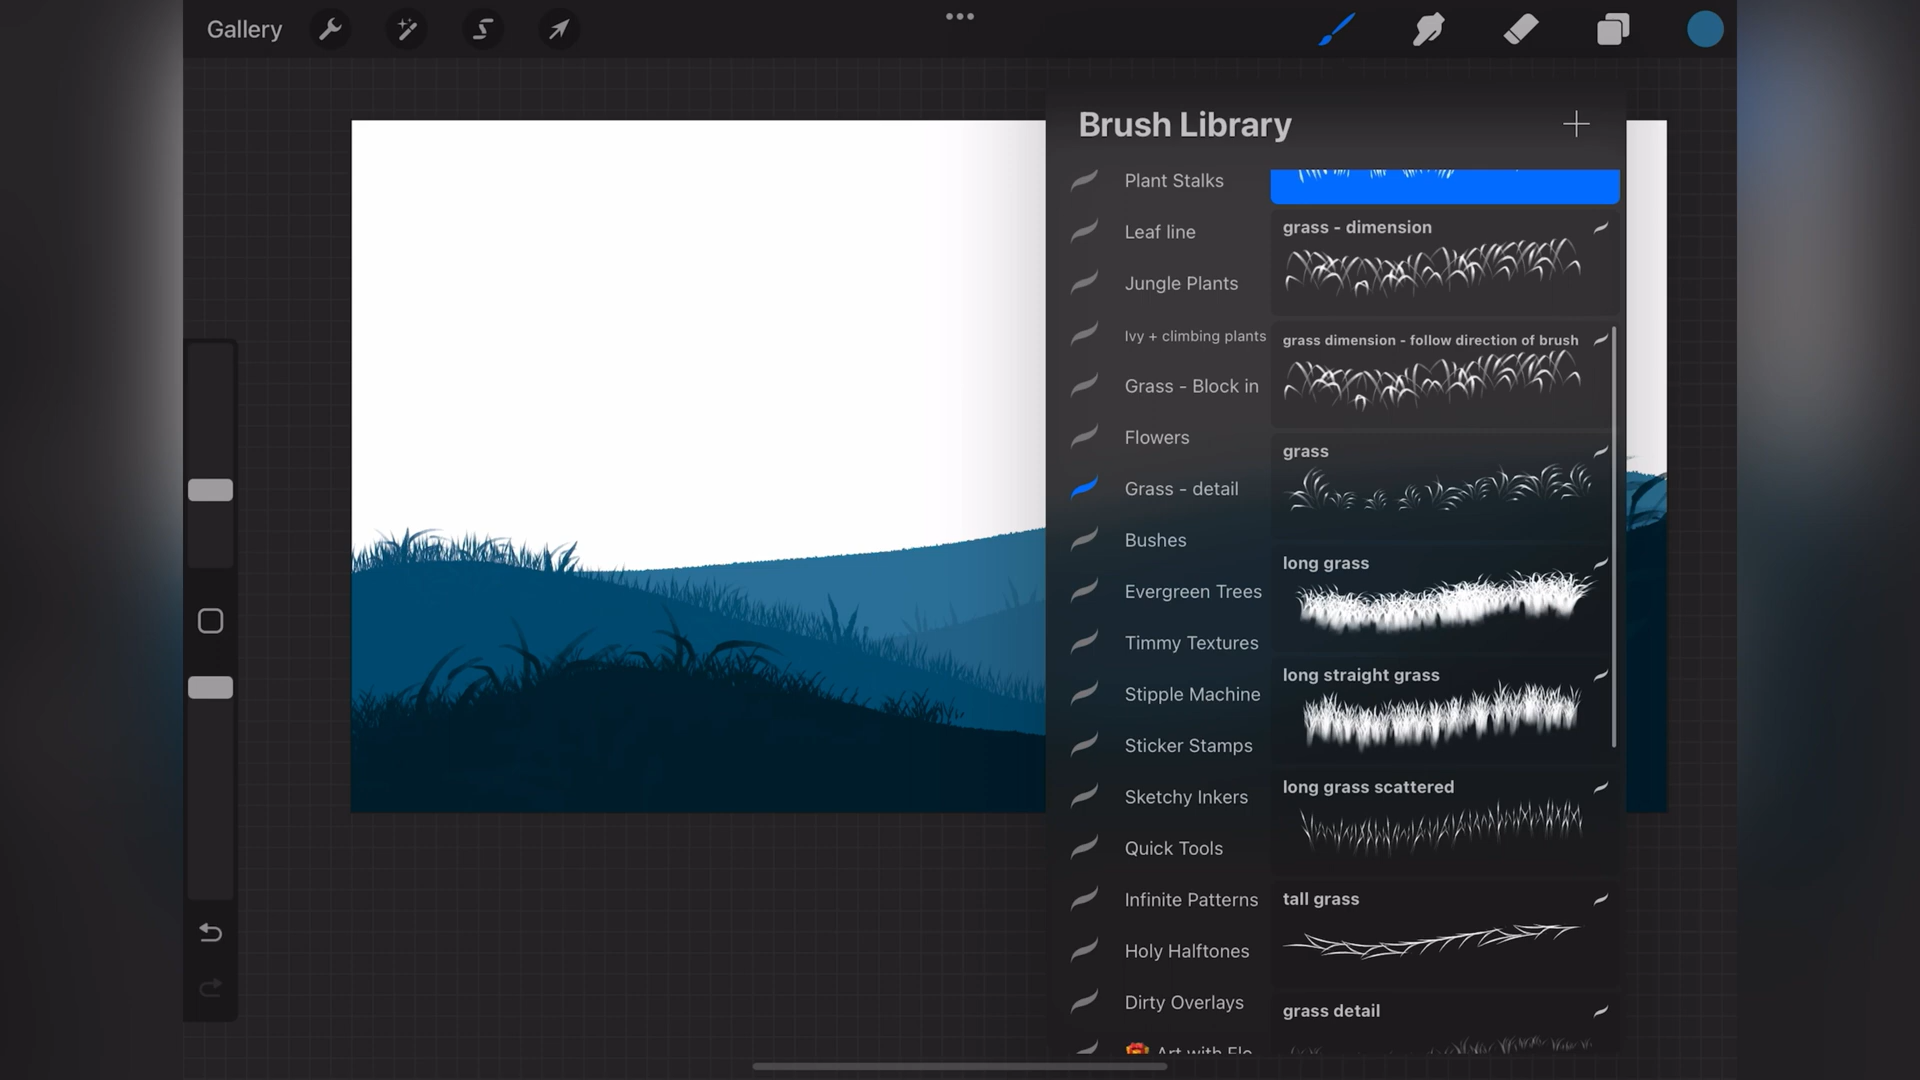 Gallery
Brush Library
Plant Stalks
Leaf line
Jungle Plants
Ivy + climbing plants
Grass - Block in
Flowers
Grass - detail
Bushes
Evergreen Trees
Timmy Textures
Stipple Machine
Sticker Stamps
Sketchy Inkers
Quick Tools
Infinite Patterns
Holy Halftones
Dirty Overlays
Art with Flo
grass - dimension
grass dimension - follow direction of brush
grass
long grass
long straight grass
long grass scattered
tall grass
grass detail